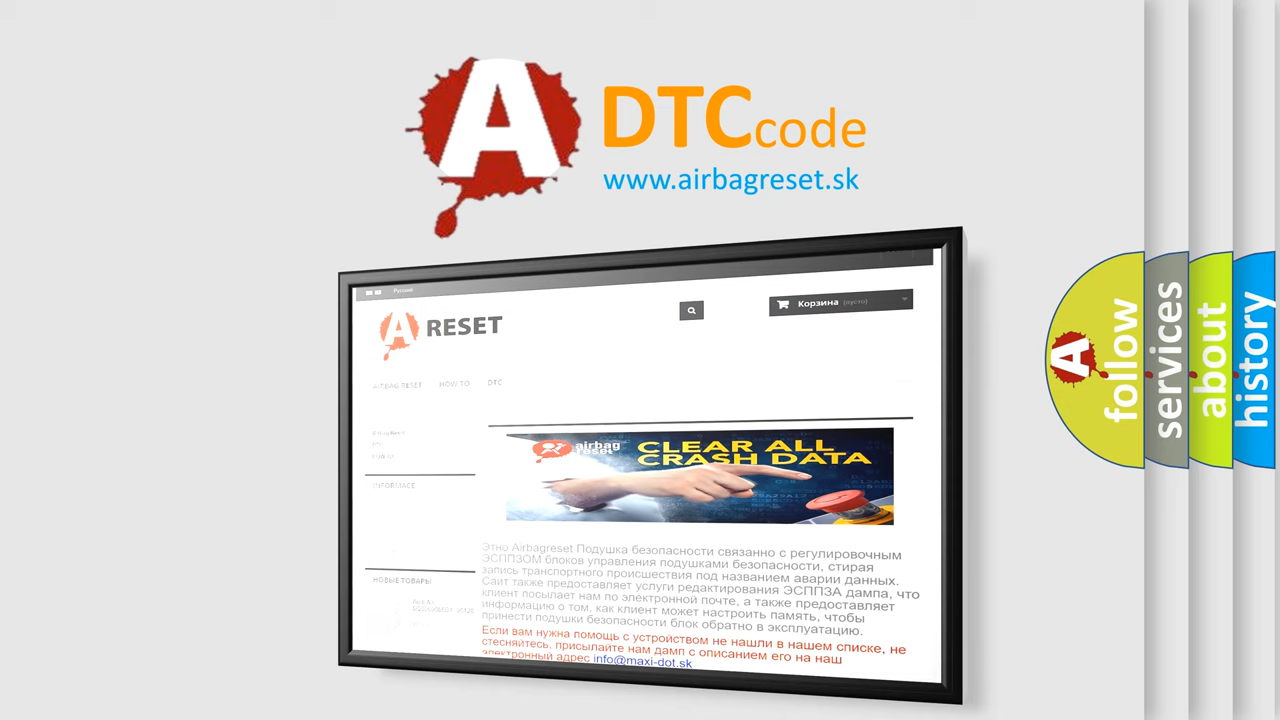 A DTC code
www.airbagreset.sk
Русский
A RESET
Корзина (пусто)
AIRBAG RESET HOW TO DTC
INFORMACE
airbag
reset
CLEAR ALL
CRASH DATA
Этно Airbagreset Подушка безопасности связанно с регулировочным
ЭСППЗОМ блоков управления подушками безопасности, стирая
запись транспортного происшествия под названием аварии данных.
Сайт также предоставляет услуги редактирования ЭСППЗА дампа, что
клиент посылает нам по электронной почте, а также предоставляет
информацию о том, как клиент может настроить память, чтобы
принести подушки безопасности блок обратно в эксплуатацию.
Если вам нужна помощь с устройством не нашли в нашем списке, не
стесняйтесь, присылайте нам дамп с описанием его на наш
электронный адрес info@maxi-dot.sk
НОВЫЕ ТОВАРЫ
A follow
services
about
history